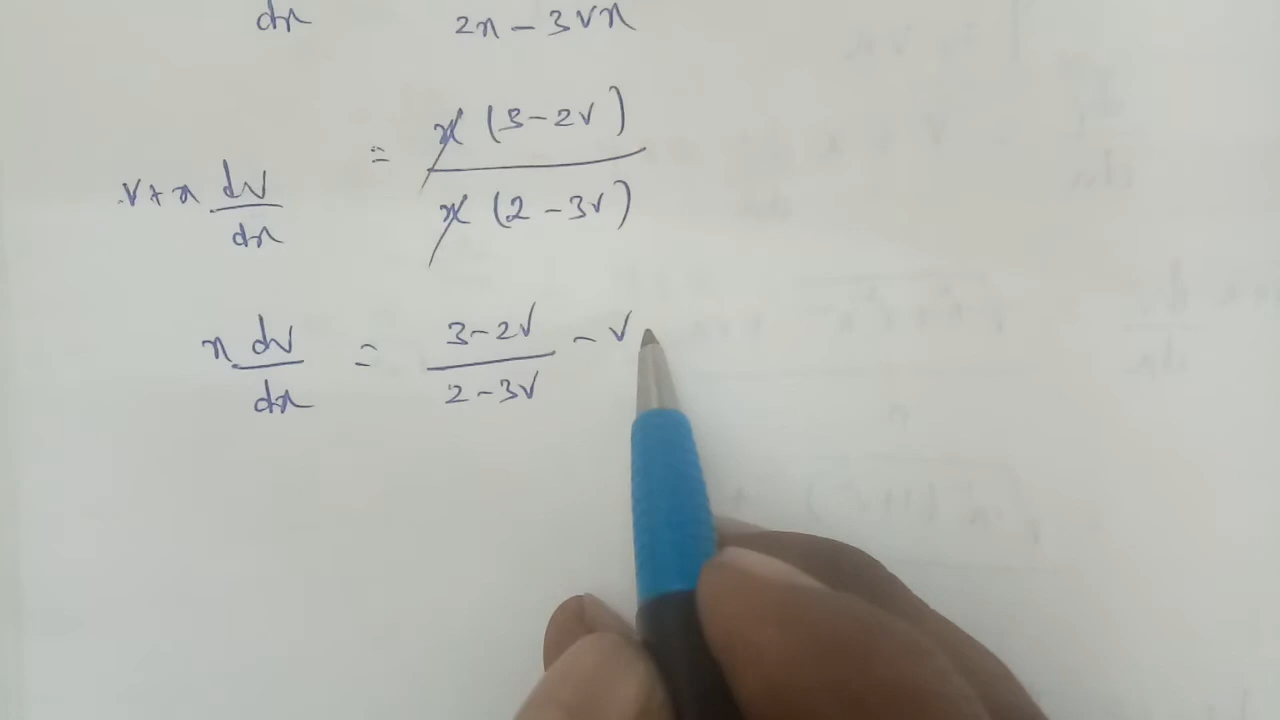 dx 2x - 3vx
v + x dv/dx = x (3 - 2v) / x (2 - 3v)
x dv/dx = 3 - 2v / 2 - 3v - v